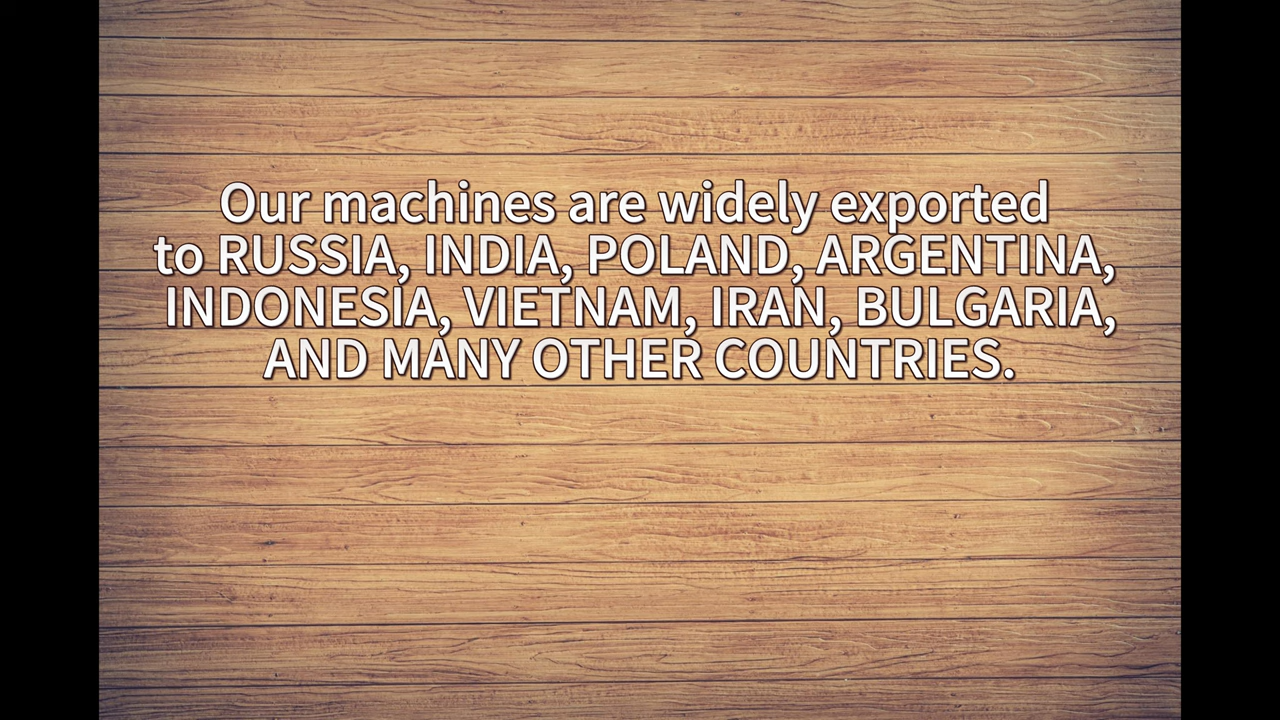 Our machines are widely exported
to RUSSIA, INDIA, POLAND, ARGENTINA,
INDONESIA, VIETNAM, IRAN, BULGARIA,
AND MANY OTHER COUNTRIES.